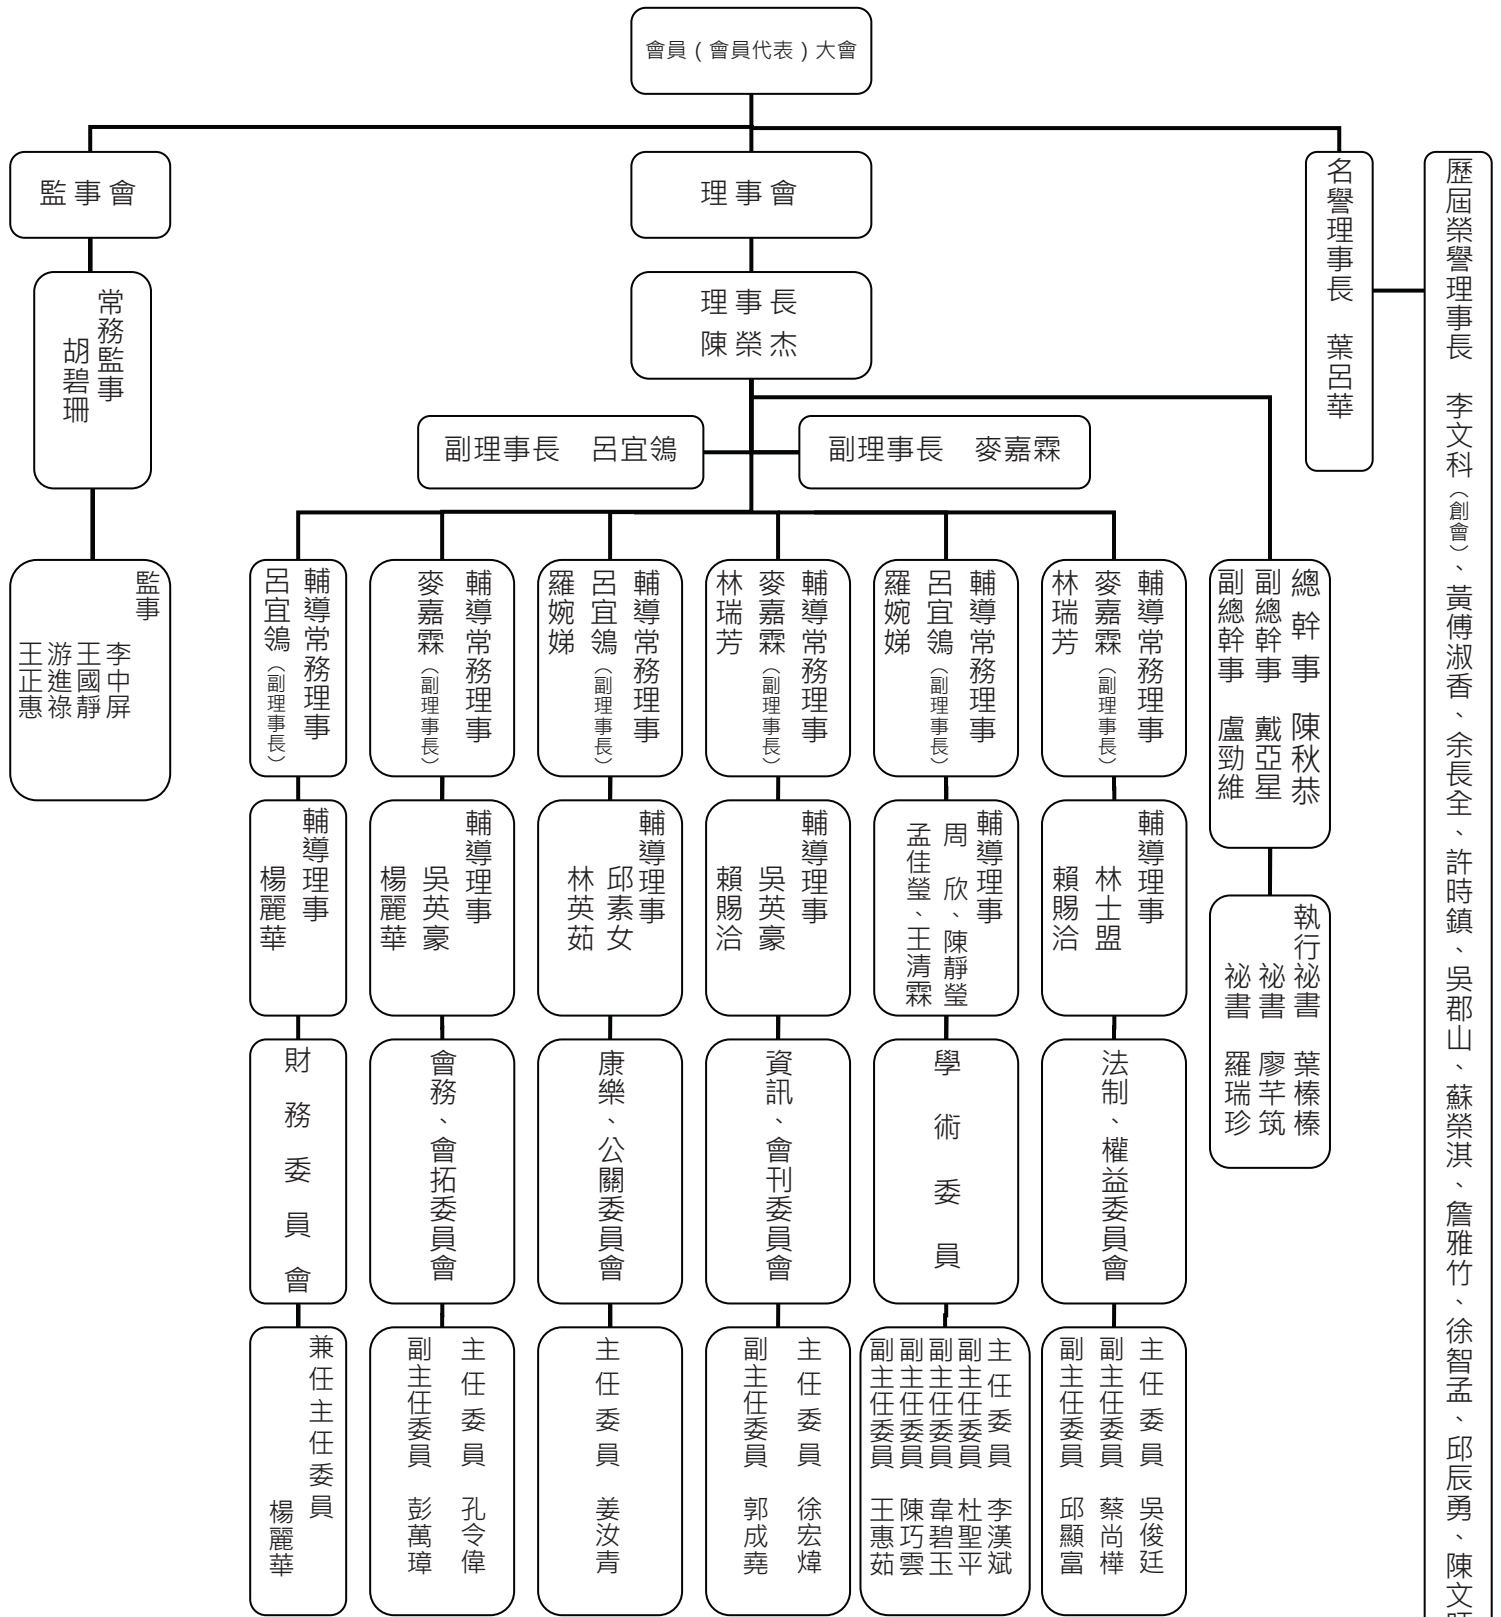 會員（會員代表）大會
監事會
理事會
名譽理事長　葉呂華
歷屆榮譽理事長　李文科（創會）、黃傅淑香、余長全、許時鎮、吳郡山、蘇榮淇、詹雅竹、徐智孟、邱辰勇、陳文
常務監事
胡碧珊
理事長
陳榮杰
副理事長　呂宜鴒
副理事長　麥嘉霖
監事
李中屏
王國靜
游進祿
王正惠
輔導常務理事
呂宜鴒（副理事長）
輔導常務理事
麥嘉霖（副理事長）
輔導常務理事
呂宜鴒（副理事長）
羅婉娣
輔導常務理事
麥嘉霖（副理事長）
林瑞芳
輔導常務理事
呂宜鴒（副理事長）
羅婉娣
輔導常務理事
麥嘉霖（副理事長）
林瑞芳
總幹事　陳秋恭
副總幹事　戴亞星
副總幹事　盧勁維
輔導理事
楊麗華
輔導理事
吳英豪
楊麗華
輔導理事
邱素女
林英茹
輔導理事
吳英豪
賴賜洽
輔導理事
周　欣、陳靜瑩
孟佳瑩、王清霖
輔導理事
林士盟
賴賜洽
執行祕書　葉榛榛
祕書　廖芊筑
祕書　羅瑞珍
財務委員會
會務、會拓委員會
康樂、公關委員會
資訊、會刊委員會
學術委員
法制、權益委員會
兼任主任委員
楊麗華
主任委員　孔令偉
副主任委員　彭萬璋
主任委員　姜汝青
主任委員　徐宏煒
副主任委員　郭成堯
主任委員　李漢斌
副主任委員　杜聖平
副主任委員　韋碧玉
副主任委員　陳巧雲
副主任委員　王惠茹
主任委員　吳俊廷
副主任委員　蔡尚樺
副主任委員　邱顯富